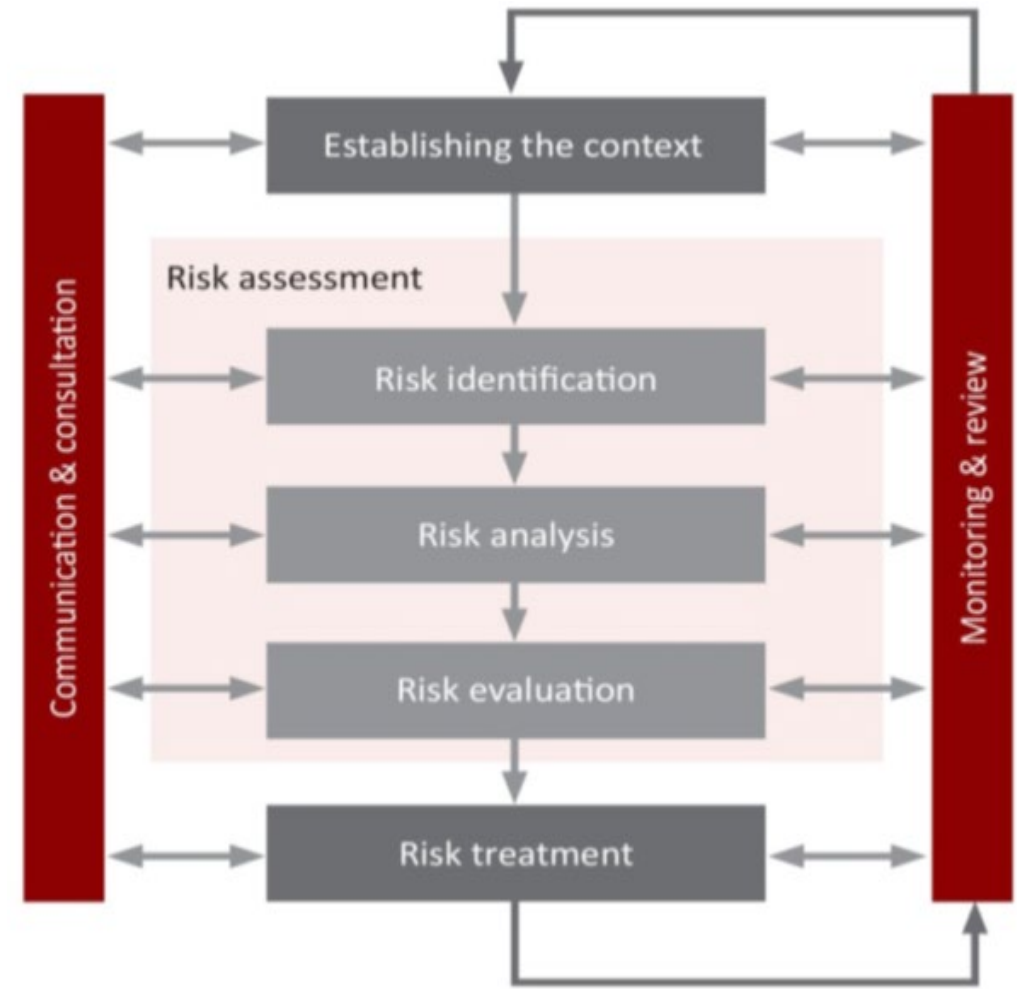 Establishing the context
Risk assessment
Risk identification
Risk analysis
Risk evaluation
Risk treatment
Communication & consultation
Monitoring & review